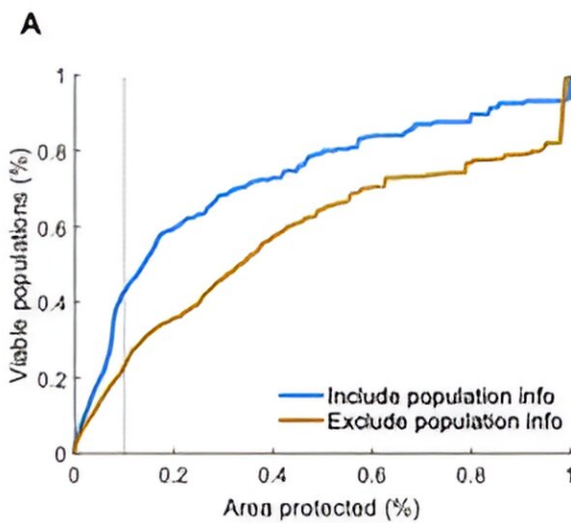 A
Viable populations (%)
1
0.8
0.6
0.4
0.2
0
Include population info
Exclude population info
0 0.2 0.4 0.6 0.8 1
Area protected (%)